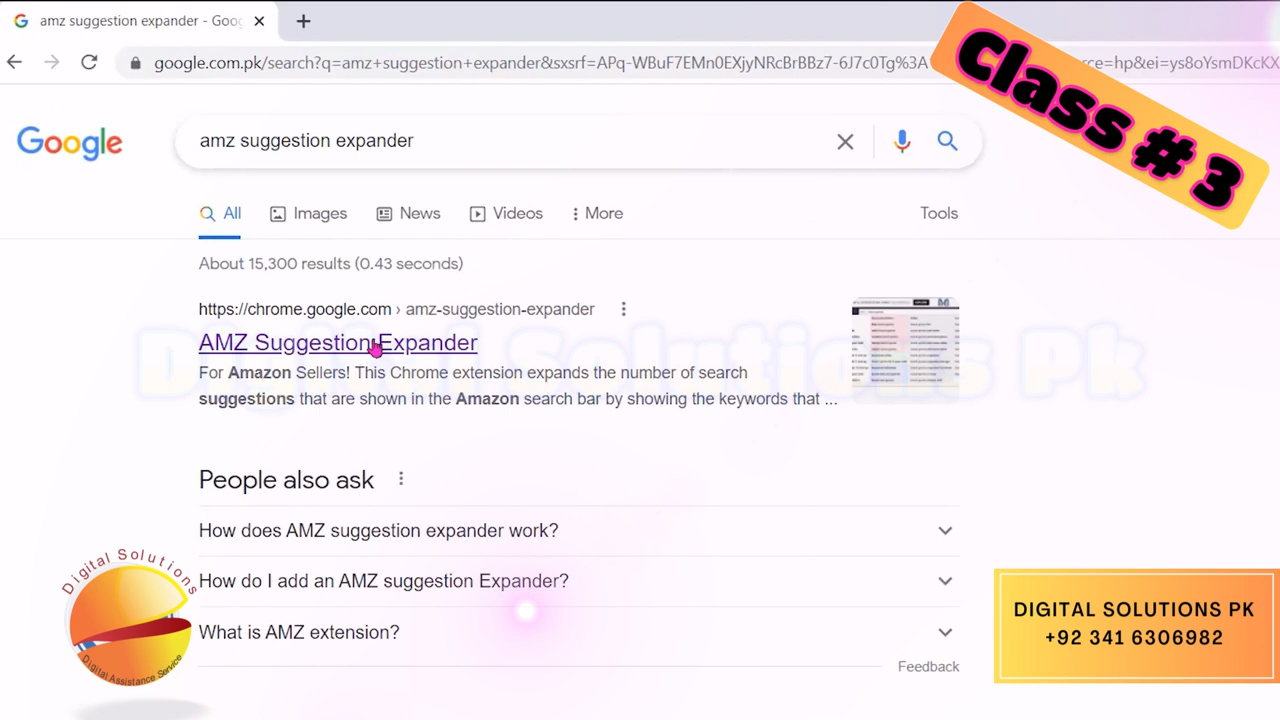 amz suggestion expander - Goo
google.com.pk/search?q=amz+suggestion+expander&sxsrf=APq-WBuF7EMn0EXjyNRcBrBBz7-6J7c0Tg%3A
rce=hp&ei=ys8oYsmDKcKX
Class # 3
Google
amz suggestion expander
All
Images
News
Videos
More
Tools
About 15,300 results (0.43 seconds)
https://chrome.google.com › amz-suggestion-expander
AMZ Suggestion Expander
For Amazon Sellers! This Chrome extension expands the number of search
suggestions that are shown in the Amazon search bar by showing the keywords that ...
Digital Solutions Pk
People also ask
How does AMZ suggestion expander work?
How do I add an AMZ suggestion Expander?
What is AMZ extension?
Feedback
Digital Solutions
Digital Assistance Service
DIGITAL SOLUTIONS PK
+92 341 6306982